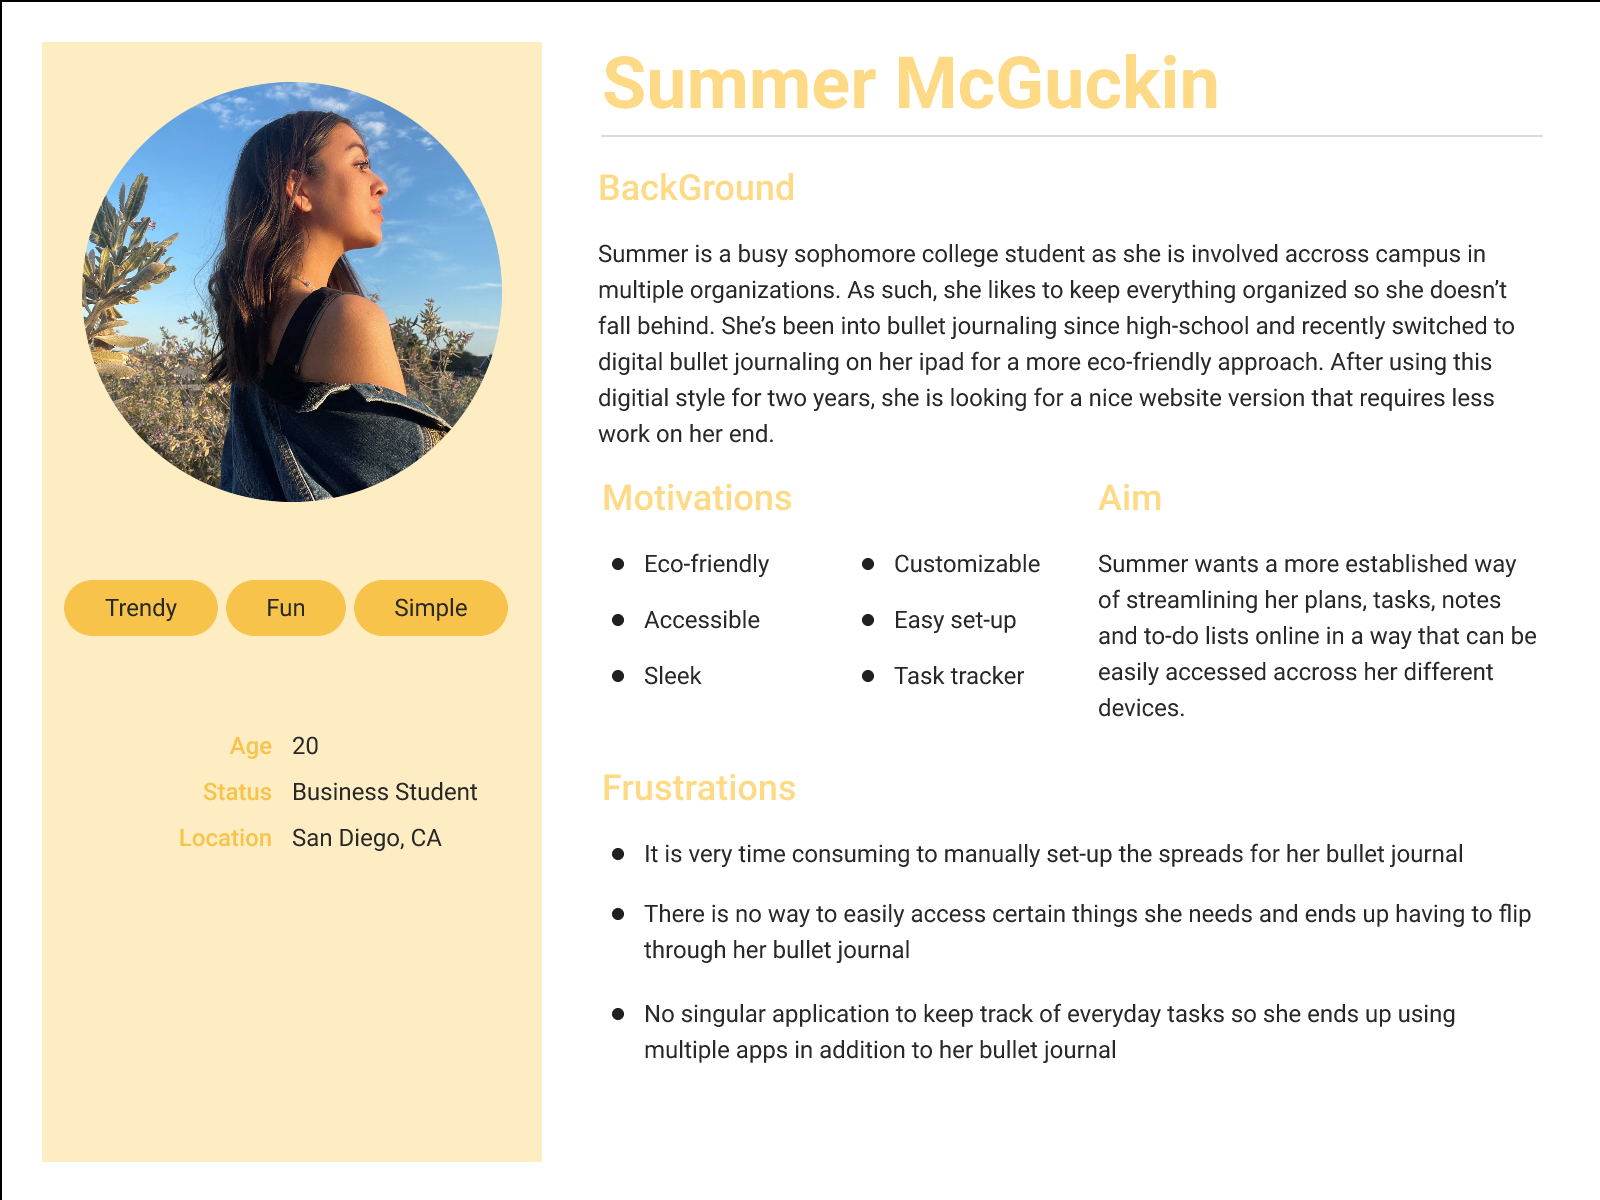 Summer McGuckin
BackGround
Summer is a busy sophomore college student as she is involved accross campus in
multiple organizations. As such, she likes to keep everything organized so she doesn’t
fall behind. She’s been into bullet journaling since high-school and recently switched to
digital bullet journaling on her ipad for a more eco-friendly approach. After using this
digitial style for two years, she is looking for a nice website version that requires less
work on her end.
Motivations
Eco-friendly
Accessible
Sleek
Customizable
Easy set-up
Task tracker
Aim
Summer wants a more established way
of streamlining her plans, tasks, notes
and to-do lists online in a way that can be
easily accessed accross her different
devices.
Frustrations
It is very time consuming to manually set-up the spreads for her bullet journal
There is no way to easily access certain things she needs and ends up having to flip
through her bullet journal
No singular application to keep track of everyday tasks so she ends up using
multiple apps in addition to her bullet journal
Trendy
Fun
Simple
Age 20
Status Business Student
Location San Diego, CA